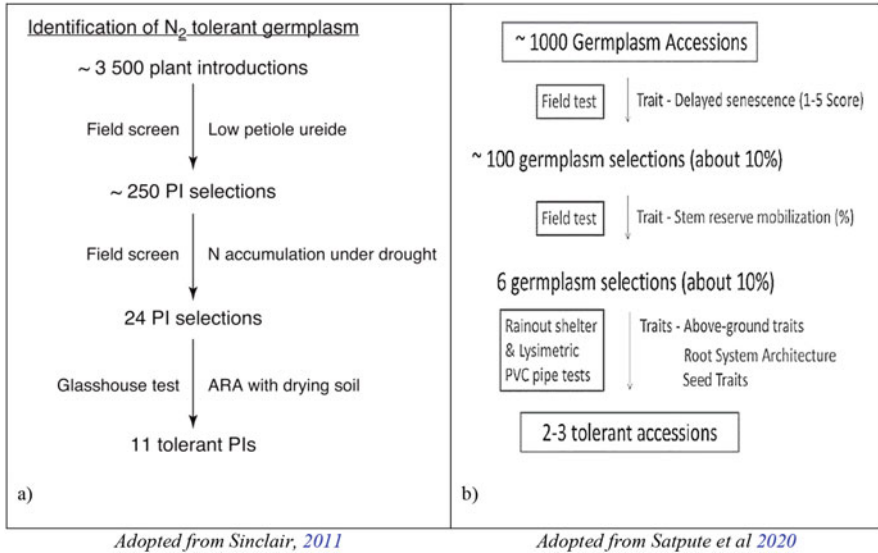 Identification of N2 tolerant germplasm
~ 3 500 plant introductions
Field screen Low petiole ureide
~ 250 PI selections
Field screen N accumulation under drought
24 PI selections
Glasshouse test ARA with drying soil
11 tolerant PIs
a)
Adopted from Sinclair, 2011
~ 1000 Germplasm Accessions
Field test Trait - Delayed senescence (1-5 Score)
~ 100 germplasm selections (about 10%)
Field test Trait - Stem reserve mobilization (%)
6 germplasm selections (about 10%)
Rainout shelter
& Lysimetric
PVC pipe tests
Traits - Above-ground traits
Root System Architecture
Seed Traits
2-3 tolerant accessions
b)
Adopted from Satpute et al 2020